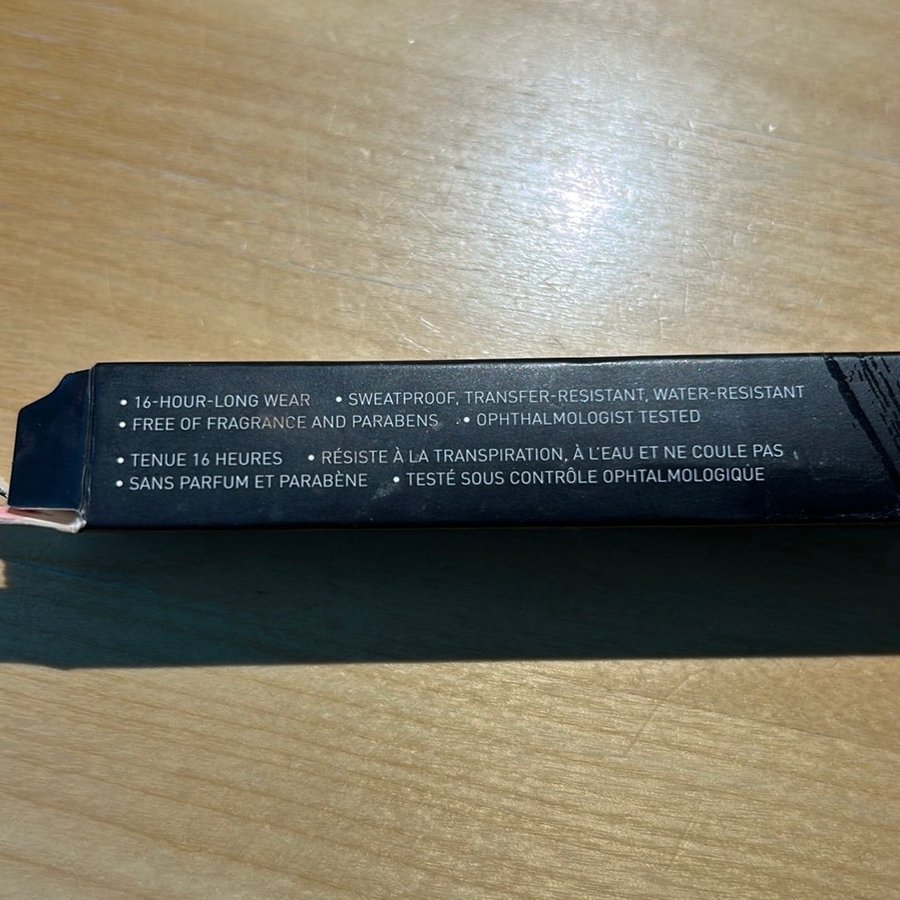 • 16-HOUR-LONG WEAR • SWEATPROOF, TRANSFER-RESISTANT, WATER-RESISTANT
• FREE OF FRAGRANCE AND PARABENS • OPHTHALMOLOGIST TESTED
• TENUE 16 HEURES • RÉSISTE À LA TRANSPIRATION, À L'EAU ET NE COULE PAS
• SANS PARFUM ET PARABÈNE • TESTÉ SOUS CONTRÔLE OPHTALMOLOGIQUE